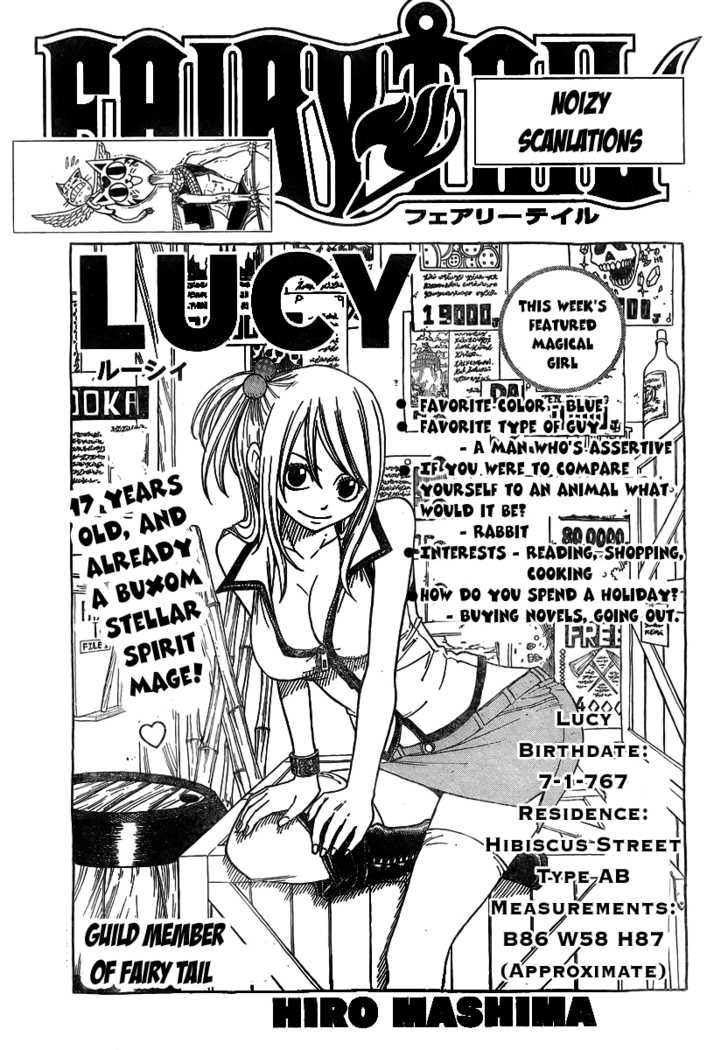 FAIRY TAIL
NOIZY
SCANLATIONS
フェアリーテイル
LUCY
ルーシィ
THIS WEEK'S
FEATURED
MAGICAL
GIRL
19000
OOKA
• FAVORITE COLOR - BLUE
• FAVORITE TYPE OF GUY
- A MAN WHO'S ASSERTIVE
• IF YOU WERE TO COMPARE
YOURSELF TO AN ANIMAL WHAT
WOULD IT BE?
- RABBIT
• INTERESTS - READING, SHOPPING,
COOKING
• HOW DO YOU SPEND A HOLIDAY?
- BUYING NOVELS, GOING OUT.
17 YEARS
OLD, AND
ALREADY
A BUXOM
STELLAR
SPIRIT
MAGE!
FILE
FREE
LUCY
BIRTHDATE:
7-1-767
RESIDENCE:
HIBISCUS STREET
TYPE AB
MEASUREMENTS:
B86 W58 H87
(APPROXIMATE)
GUILD MEMBER
OF FAIRY TAIL
HIRO MASHIMA